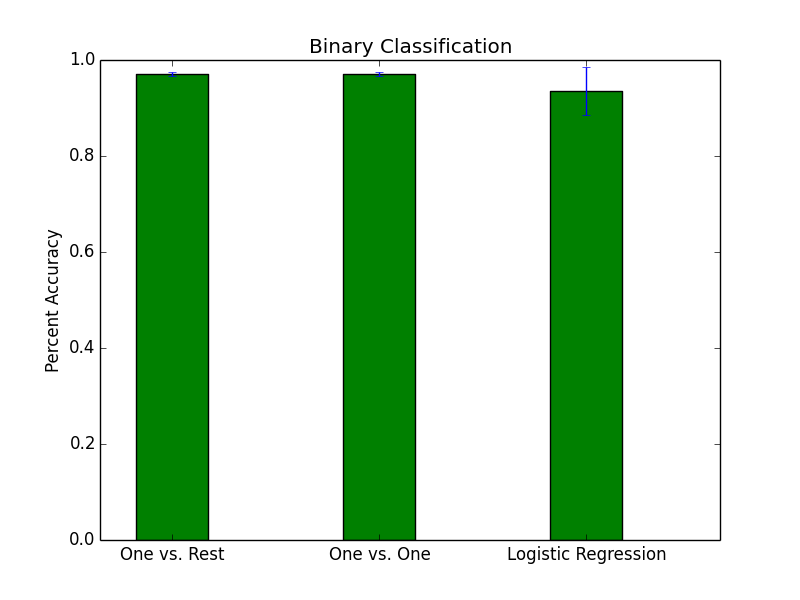 Binary Classification
1.0
0.8
0.6
0.4
0.2
0.0
Percent Accuracy
One vs. Rest
One vs. One
Logistic Regression